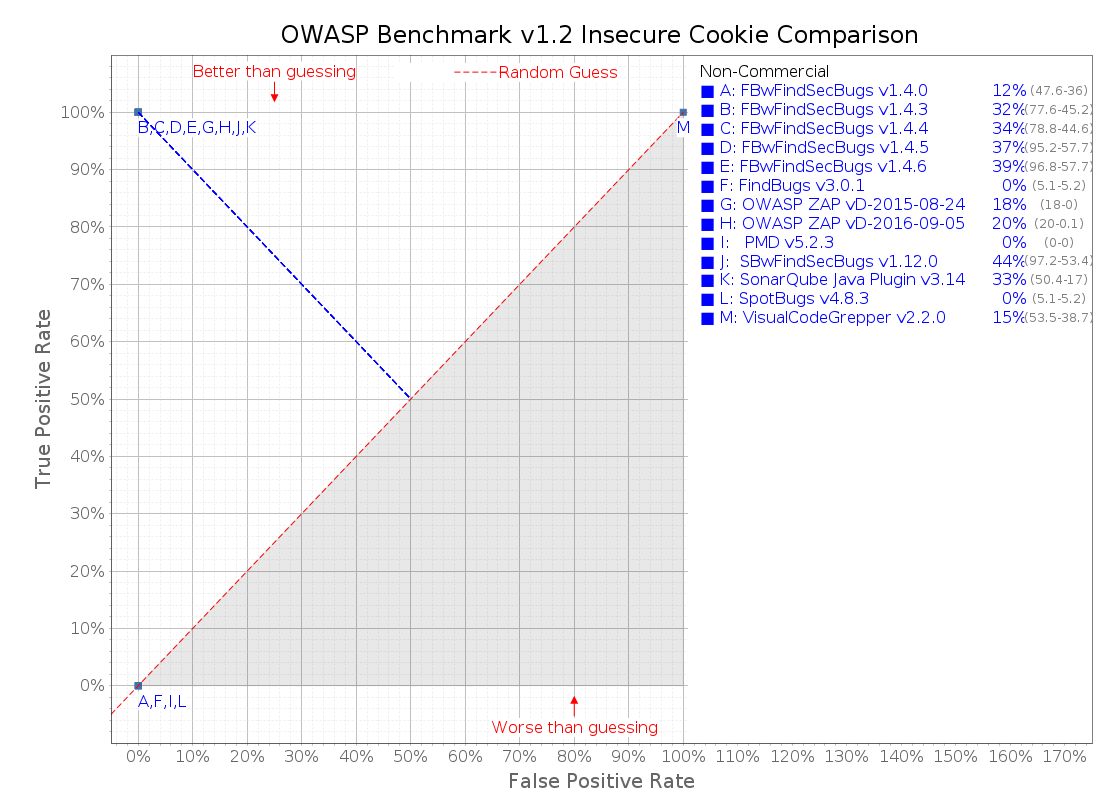 OWASP Benchmark v1.2 Insecure Cookie Comparison
Better than guessing
Random Guess
Non-Commercial
A: FBwFindSecBugs v1.4.0 12% (47.6-36)
B: FBwFindSecBugs v1.4.3 32% (77.6-45.2)
C: FBwFindSecBugs v1.4.4 34% (78.8-44.6)
D: FBwFindSecBugs v1.4.5 37% (95.2-57.7)
E: FBwFindSecBugs v1.4.6 39% (96.8-57.7)
F: FindBugs v3.0.1 0% (5.1-5.2)
G: OWASP ZAP vD-2015-08-24 18% (18-0)
H: OWASP ZAP vD-2016-09-05 20% (20-0.1)
I: PMD v5.2.3 0% (0-0)
J: SBwFindSecBugs v1.12.0 44% (97.2-53.4)
K: SonarQube Java Plugin v3.14 33% (50.4-17)
L: SpotBugs v4.8.3 0% (5.1-5.2)
M: VisualCodeGrepper v2.2.0 15% (53.5-38.7)
100%
90%
80%
70%
60%
50%
40%
30%
20%
10%
0%
True Positive Rate
B,C,D,E,G,H,J,K
M
A,F,I,L
Worse than guessing
0% 10% 20% 30% 40% 50% 60% 70% 80% 90% 100% 110% 120% 130% 140% 150% 160% 170%
False Positive Rate